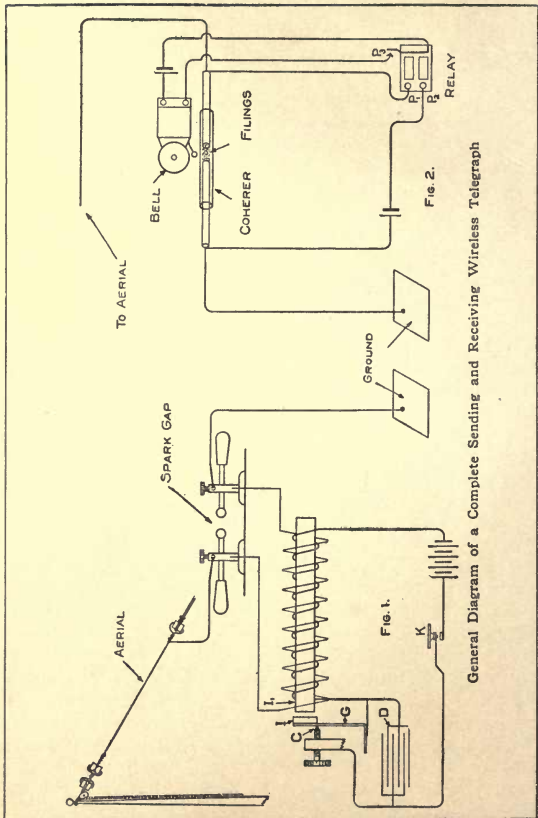 AERIAL
SPARK GAP
I₁
I
C
G
D
FIG. 1.
K
GROUND
TO AERIAL
BELL
COHERER
FILINGS
P₃
P₁
P₂
RELAY
FIG. 2.
General Diagram of a Complete Sending and Receiving Wireless Telegraph